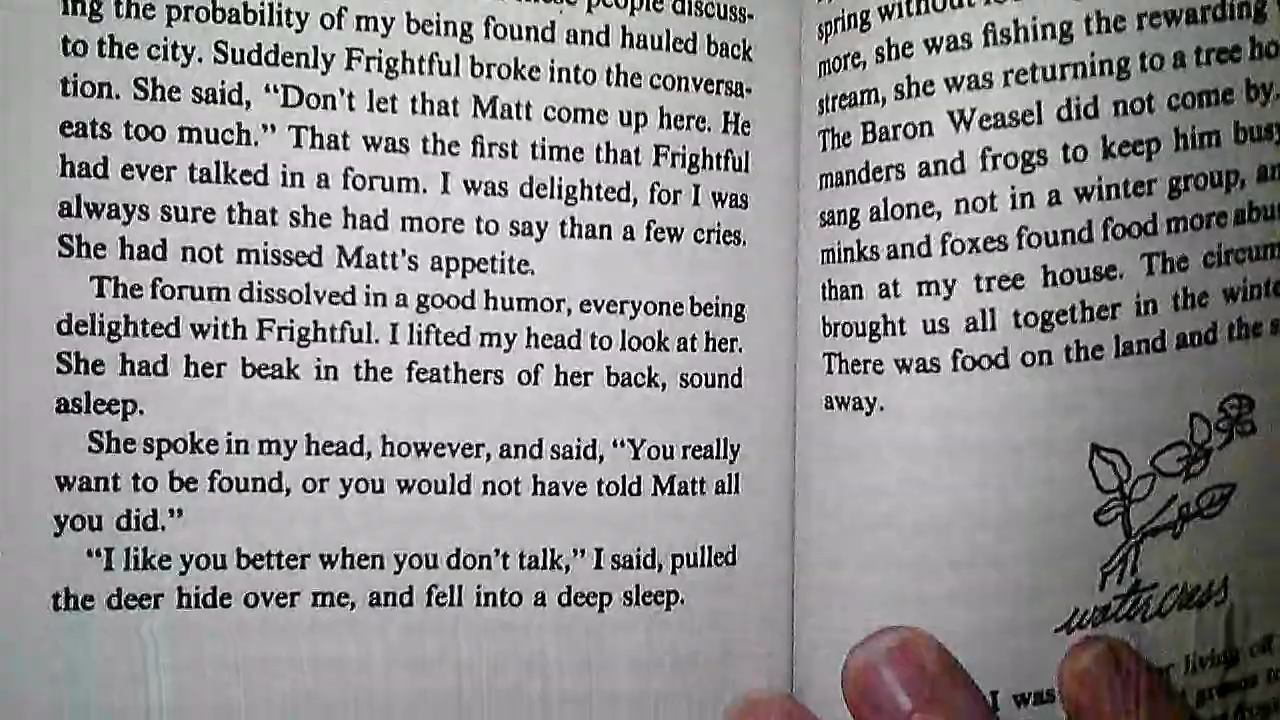 people discuss-
ing the probability of my being found and hauled back
to the city. Suddenly Frightful broke into the conversa-
tion. She said, “Don't let that Matt come up here. He
eats too much.” That was the first time that Frightful
had ever talked in a forum. I was delighted, for I was
always sure that she had more to say than a few cries.
She had not missed Matt's appetite.
The forum dissolved in a good humor, everyone being
delighted with Frightful. I lifted my head to look at her.
She had her beak in the feathers of her back, sound
asleep.
She spoke in my head, however, and said, “You really
want to be found, or you would not have told Matt all
you did.”
“I like you better when you don't talk,” I said, pulled
the deer hide over me, and fell into a deep sleep.
spring without
more, she was fishing the rewarding
stream, she was returning to a tree
The Baron Weasel did not come by.
manders and frogs to keep him busy
sang alone, not in a winter group,
minks and foxes found food more
than at my tree house. The
brought us all together in the
There was food on the land and the
away.
watercress
living off
I was